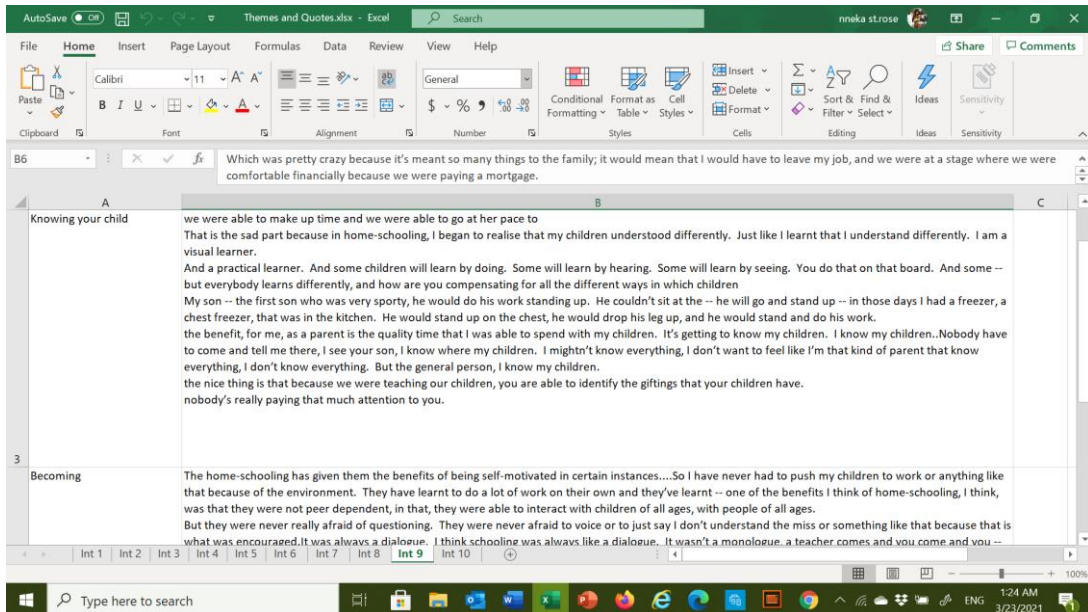 AutoSave Off Themes and Quotes.xlsx - Excel Search nneka st.rose
File Home Insert Page Layout Formulas Data Review View Help Share Comments
Paste Calibri 11 General Conditional Formatting Format as Table Cell Styles Insert Delete Format Sort & Filter Find & Select Ideas Sensitivity
Clipboard Font Alignment Number Styles Cells Editing Ideas Sensitivity
B6 fx Which was pretty crazy because it's meant so many things to the family; it would mean that I would have to leave my job, and we were at a stage where we were
comfortable financially because we were paying a mortgage.
A B C
Knowing your child we were able to make up time and we were able to go at her pace to
That is the sad part because in home-schooling, I began to realise that my children understood differently. Just like I learnt that I understand differently. I am a
visual learner.
And a practical learner. And some children will learn by doing. Some will learn by hearing. Some will learn by seeing. You do that on that board. And some --
but everybody learns differently, and how are you compensating for all the different ways in which children
My son -- the first son who was very sporty, he would do his work standing up. He couldn't sit at the -- he will go and stand up -- in those days I had a freezer, a
chest freezer, that was in the kitchen. He would stand up on the chest, he would drop his leg up, and he would stand and do his work.
the benefit, for me, as a parent is the quality time that I was able to spend with my children. It's getting to know my children. I know my children..Nobody have
to come and tell me there, I see your son, I know where my children. I mightn't know everything, I don't want to feel like I'm that kind of parent that know
everything, I don't know everything. But the general person, I know my children.
the nice thing is that because we were teaching our children, you are able to identify the giftings that your children have.
nobody's really paying that much attention to you.
3
Becoming The home-schooling has given them the benefits of being self-motivated in certain instances....So I have never had to push my children to work or anything like
that because of the environment. They have learnt to do a lot of work on their own and they've learnt -- one of the benefits I think of home-schooling, I think,
was that they were not peer dependent, in that, they were able to interact with children of all ages, with people of all ages.
But they were never really afraid of questioning. They were never afraid to voice or to just say I don't understand the miss or something like that because that is
what was encouraged.It was always a dialogue. I think schooling was always like a dialogue. It wasn't a monologue, a teacher comes and you come and you --
Int 1 Int 2 Int 3 Int 4 Int 5 Int 6 Int 7 Int 8 Int 9 Int 10
100%
Type here to search ENG 1:24 AM
3/23/2021